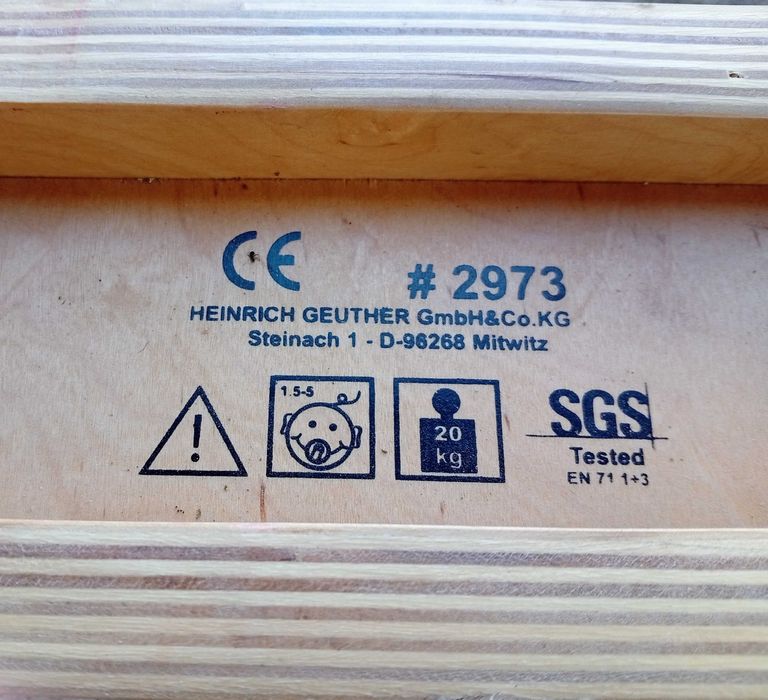 CE
# 2973
HEINRICH GEUTHER GmbH&Co.KG
Steinach 1 - D-96268 Mitwitz
!
1.5-5
20
kg
SGS
Tested
EN 71 1+3